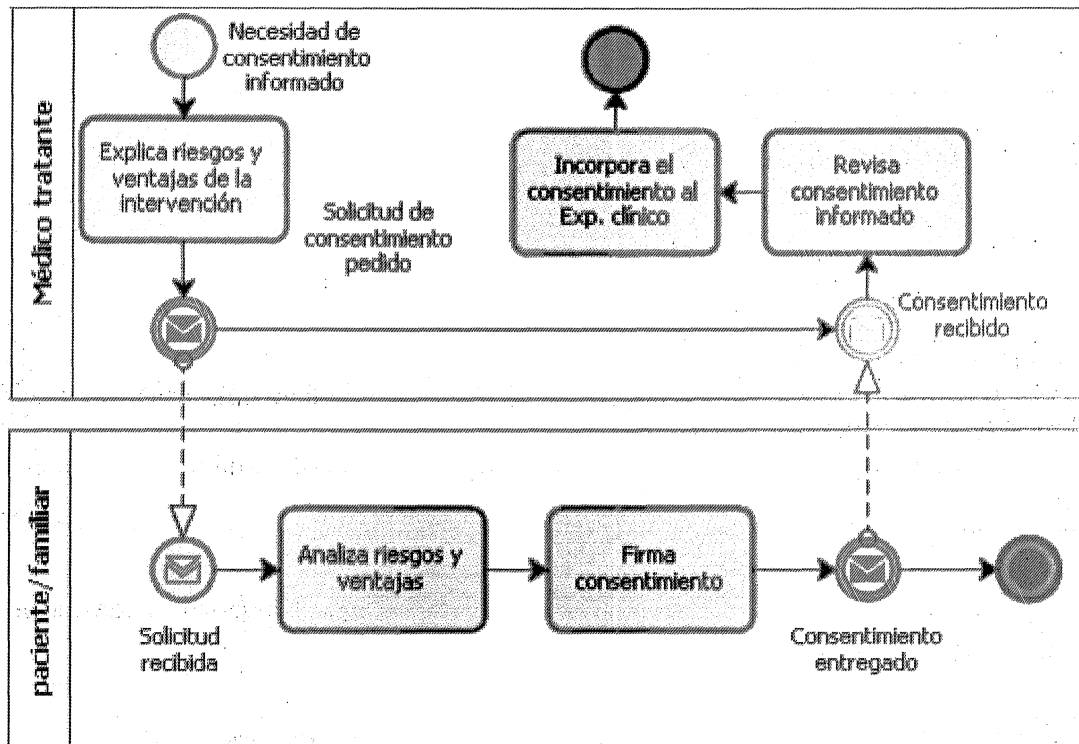 Médico tratante
Necesidad de
consentimiento
informado
Explica riesgos y
ventajas de la
intervención
Solicitud de
consentimiento
pedido
Incorpora el
consentimiento al
Exp. clínico
Revisa
consentimiento
informado
Consentimiento
recibido
paciente/familiar
Solicitud
recibida
Analiza riesgos y
ventajas
Firma
consentimiento
Consentimiento
entregado